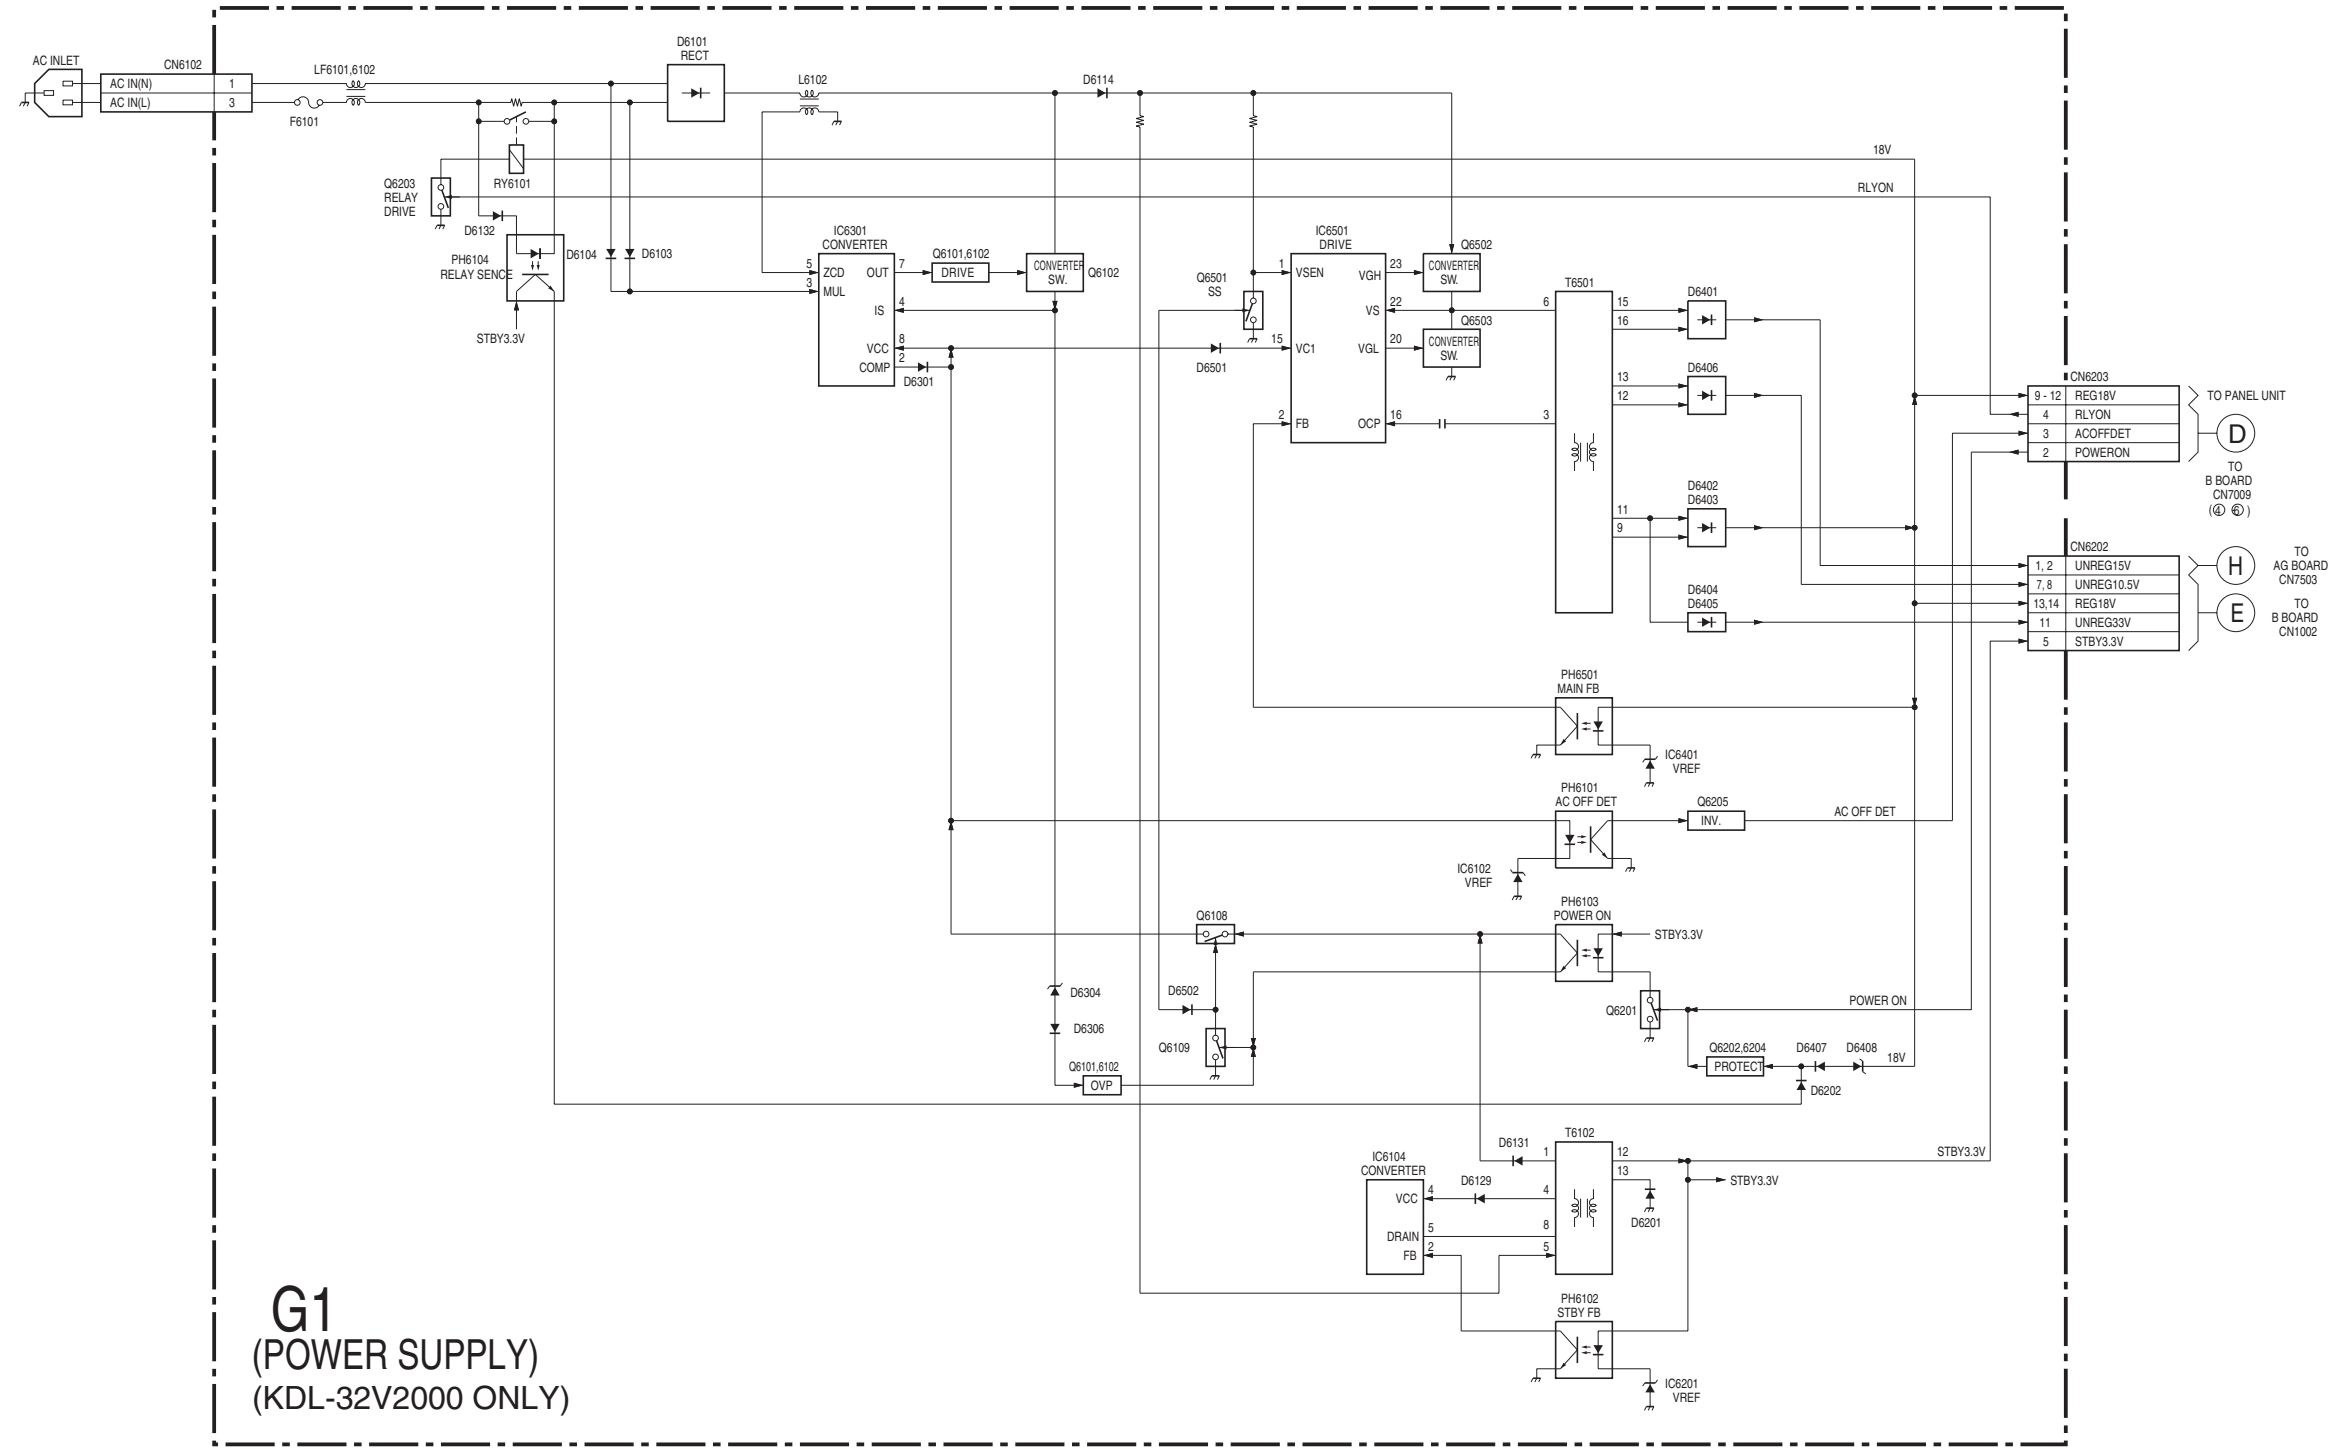 AC INLET
CN6102
AC IN(N) 1
AC IN(L) 3
LF6101,6102
F6101
D6101
RECT
L6102
D6114
18V
RLYON
Q6203
RELAY
DRIVE
RY6101
D6132
PH6104
RELAY SENCE
STBY3.3V
D6104
D6103
IC6301
CONVERTER
5 ZCD
3 MUL
OUT 7
IS 4
VCC 8
COMP 2
D6301
Q6101,6102
DRIVE
CONVERTER
SW.
Q6102
Q6501
SS
D6501
IC6501
DRIVE
1 VSEN
15 VC1
2 FB
VGH 23
VS 22
VGL 20
OCP 16
Q6502
CONVERTER
SW.
Q6503
CONVERTER
SW.
T6501
6
3
15
16
13
12
11
9
D6401
D6406
D6402
D6403
D6404
D6405
CN6203
9 - 12 REG18V
4 RLYON
3 ACOFFDET
2 POWERON
TO PANEL UNIT
D
TO
B BOARD
CN7009
(④ ⑥)
CN6202
1, 2 UNREG15V
7, 8 UNREG10.5V
13,14 REG18V
11 UNREG33V
5 STBY3.3V
H
TO
AG BOARD
CN7503
E
TO
B BOARD
CN1002
PH6501
MAIN FB
IC6401
VREF
PH6101
AC OFF DET
Q6205
INV.
AC OFF DET
IC6102
VREF
PH6103
POWER ON
STBY3.3V
Q6108
D6502
Q6109
D6304
D6306
Q6101,6102
OVP
Q6201
POWER ON
Q6202,6204
PROTECT
D6407
D6408
18V
D6202
T6102
D6131
1
12
13
D6129
4
8
5
IC6104
CONVERTER
VCC 4
DRAIN 5
FB 2
D6201
STBY3.3V
STBY3.3V
PH6102
STBY FB
IC6201
VREF
G1
(POWER SUPPLY)
(KDL-32V2000 ONLY)